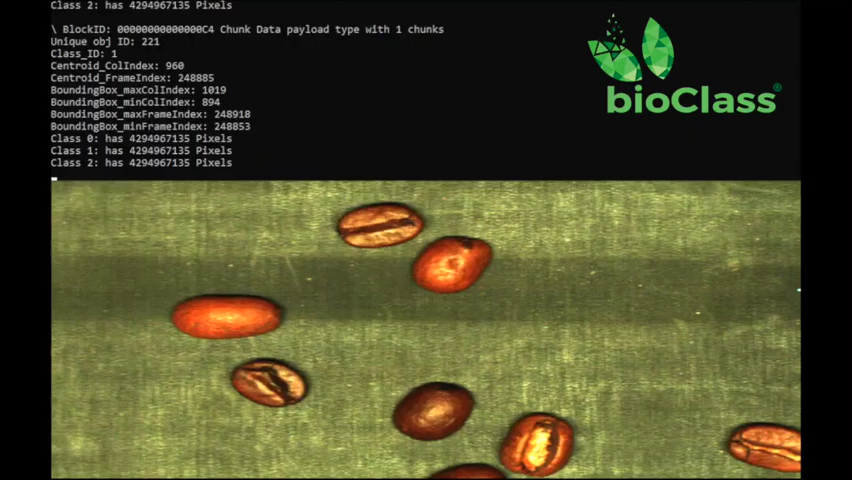 Class 2: has 4294967135 Pixels
\ BlockID: 00000000000000C4 Chunk Data payload type with 1 chunks
Unique obj ID: 221
Class_ID: 1
Centroid_ColIndex: 960
Centroid_FrameIndex: 248885
BoundingBox_maxColIndex: 1019
BoundingBox_minColIndex: 894
BoundingBox_maxFrameIndex: 248918
BoundingBox_minFrameIndex: 248853
Class 0: has 4294967135 Pixels
Class 1: has 4294967135 Pixels
Class 2: has 4294967135 Pixels
bioClass®